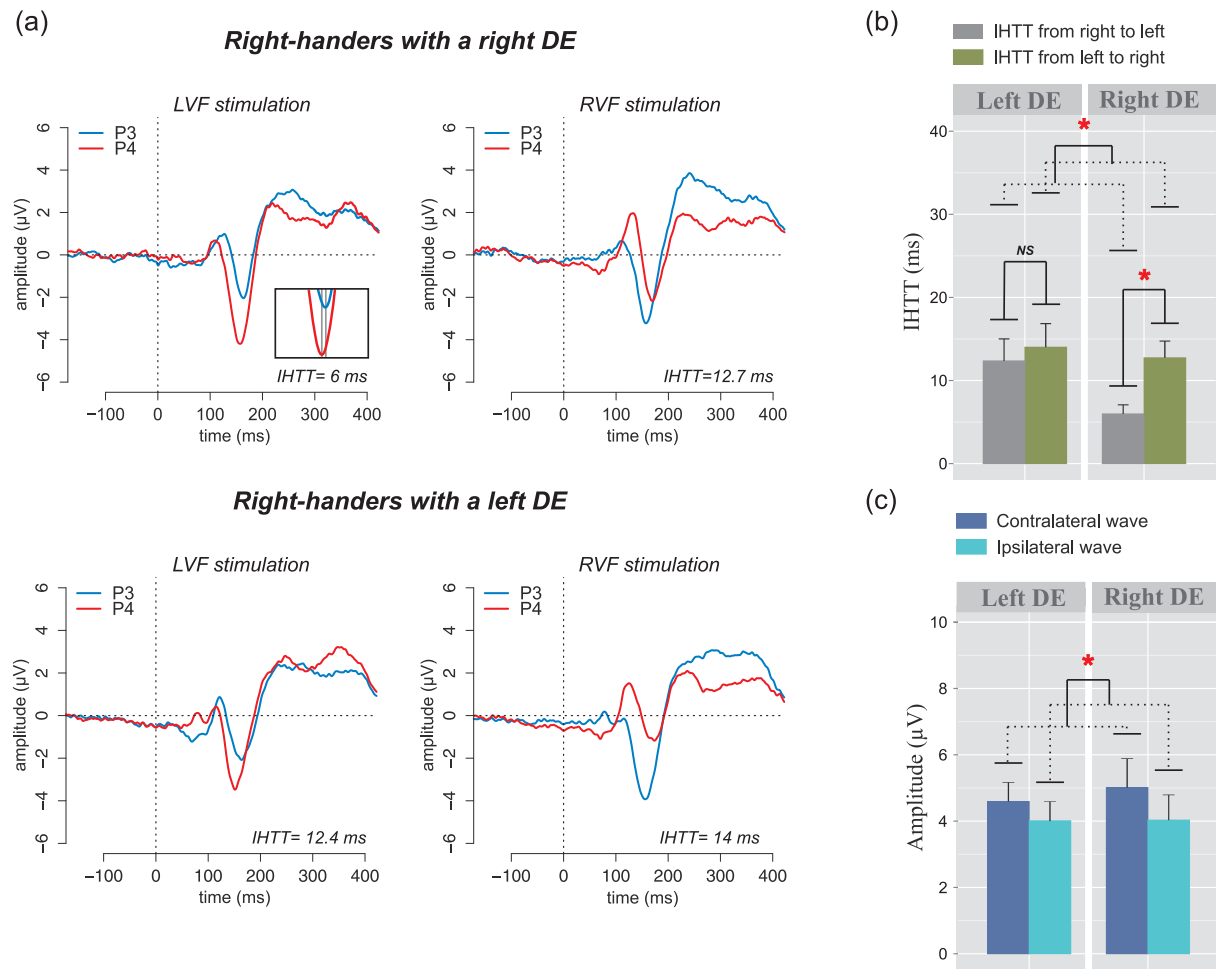 (a)
Right-handers with a right DE
LVF stimulation
P3
P4
amplitude (µV)
6
4
2
0
−2
−4
−6
IHTT= 6 ms
−100
0
100
200
300
400
time (ms)
RVF stimulation
P3
P4
amplitude (µV)
6
4
2
0
−2
−4
−6
IHTT=12.7 ms
−100
0
100
200
300
400
time (ms)
Right-handers with a left DE
LVF stimulation
P3
P4
amplitude (µV)
6
4
2
0
−2
−4
−6
IHTT= 12.4 ms
−100
0
100
200
300
400
time (ms)
RVF stimulation
P3
P4
amplitude (µV)
6
4
2
0
−2
−4
−6
IHTT= 14 ms
−100
0
100
200
300
400
time (ms)
(b)
IHTT from right to left
IHTT from left to right
Left DE
Right DE
*
NS
*
IHTT (ms)
40
30
20
10
0
(c)
Contralateral wave
Ipsilateral wave
Left DE
Right DE
*
Amplitude (µV)
10
8
6
4
2
0